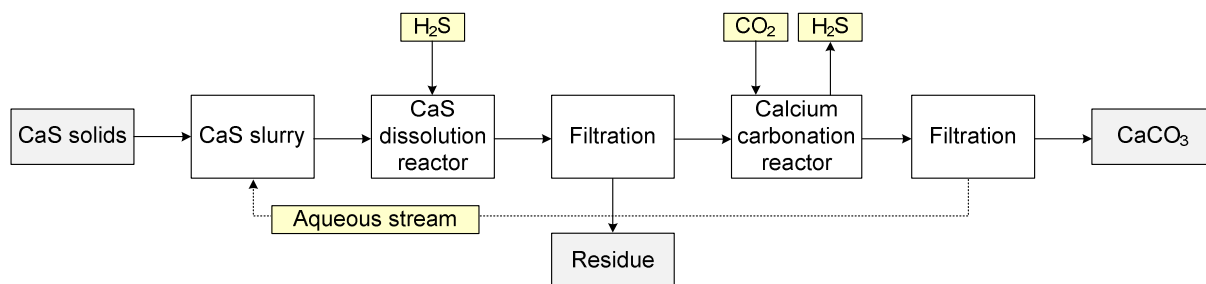 H₂S
CO₂
H₂S
CaS solids
CaS slurry
CaS
dissolution
reactor
Filtration
Calcium
carbonation
reactor
Filtration
CaCO₃
Aqueous stream
Residue